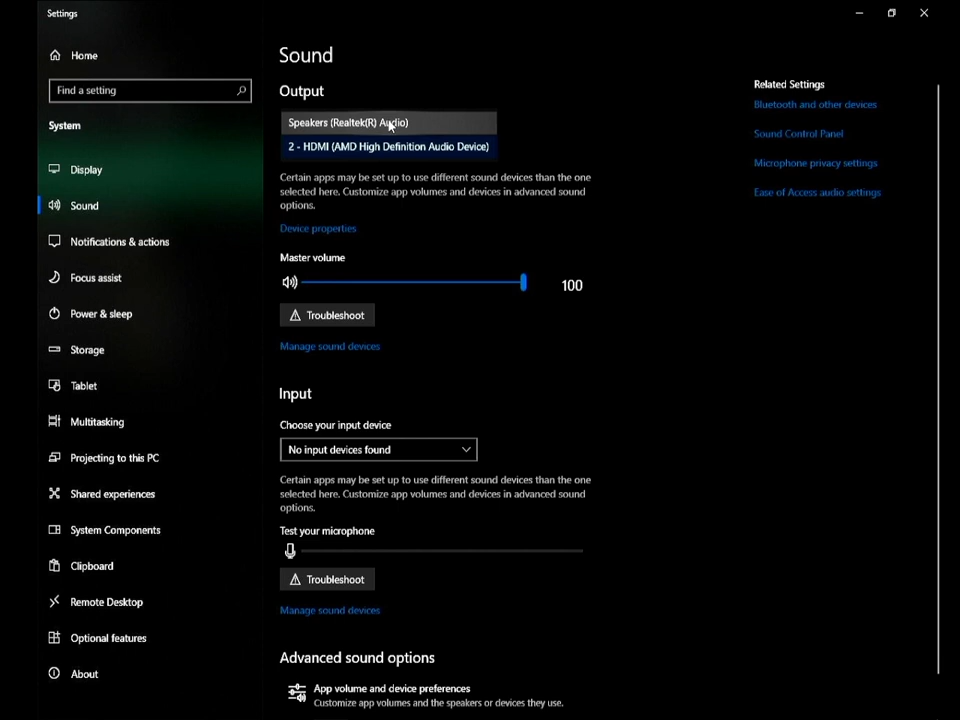 Settings
Home
Find a setting
System
Display
Sound
Notifications & actions
Focus assist
Power & sleep
Storage
Tablet
Multitasking
Projecting to this PC
Shared experiences
System Components
Clipboard
Remote Desktop
Optional features
About
Sound
Output
Speakers (Realtek(R) Audio)
2 - HDMI (AMD High Definition Audio Device)
Certain apps may be set up to use different sound devices than the one
selected here. Customize app volumes and devices in advanced sound
options.
Device properties
Master volume
100
Troubleshoot
Manage sound devices
Input
Choose your input device
No input devices found
Certain apps may be set up to use different sound devices than the one
selected here. Customize app volumes and devices in advanced sound
options.
Test your microphone
Troubleshoot
Manage sound devices
Advanced sound options
App volume and device preferences
Customize app volumes and the speakers or devices they use.
Related Settings
Bluetooth and other devices
Sound Control Panel
Microphone privacy settings
Ease of Access audio settings